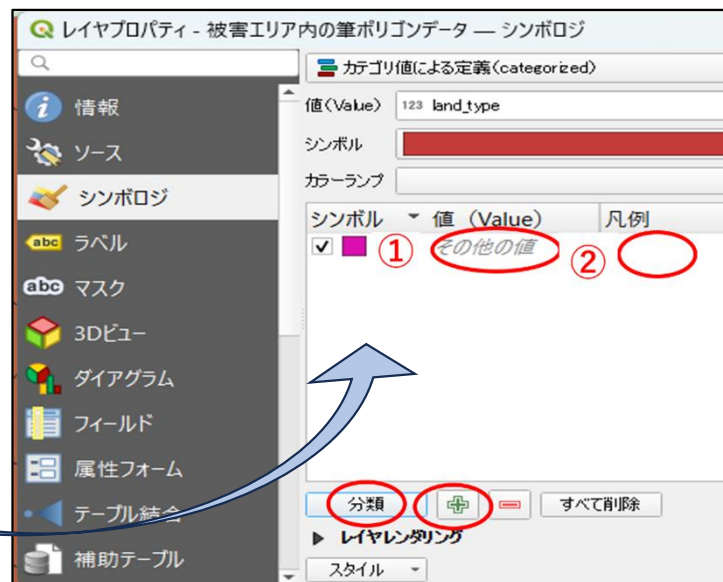 レイヤプロパティ - 被害エリア内の筆ポリゴンデータ — シンボロジ
情報
ソース
シンボロジ
abc ラベル
abc マスク
3Dビュー
ダイアグラム
フィールド
属性フォーム
テーブル結合
補助テーブル
カテゴリ値による定義(categorized)
値(Value) 123 land_type
シンボル
カラーランプ
シンボル 値 (Value) 凡例
① その他の値 ②
分類 すべて削除
レイヤレンダリング
スタイル